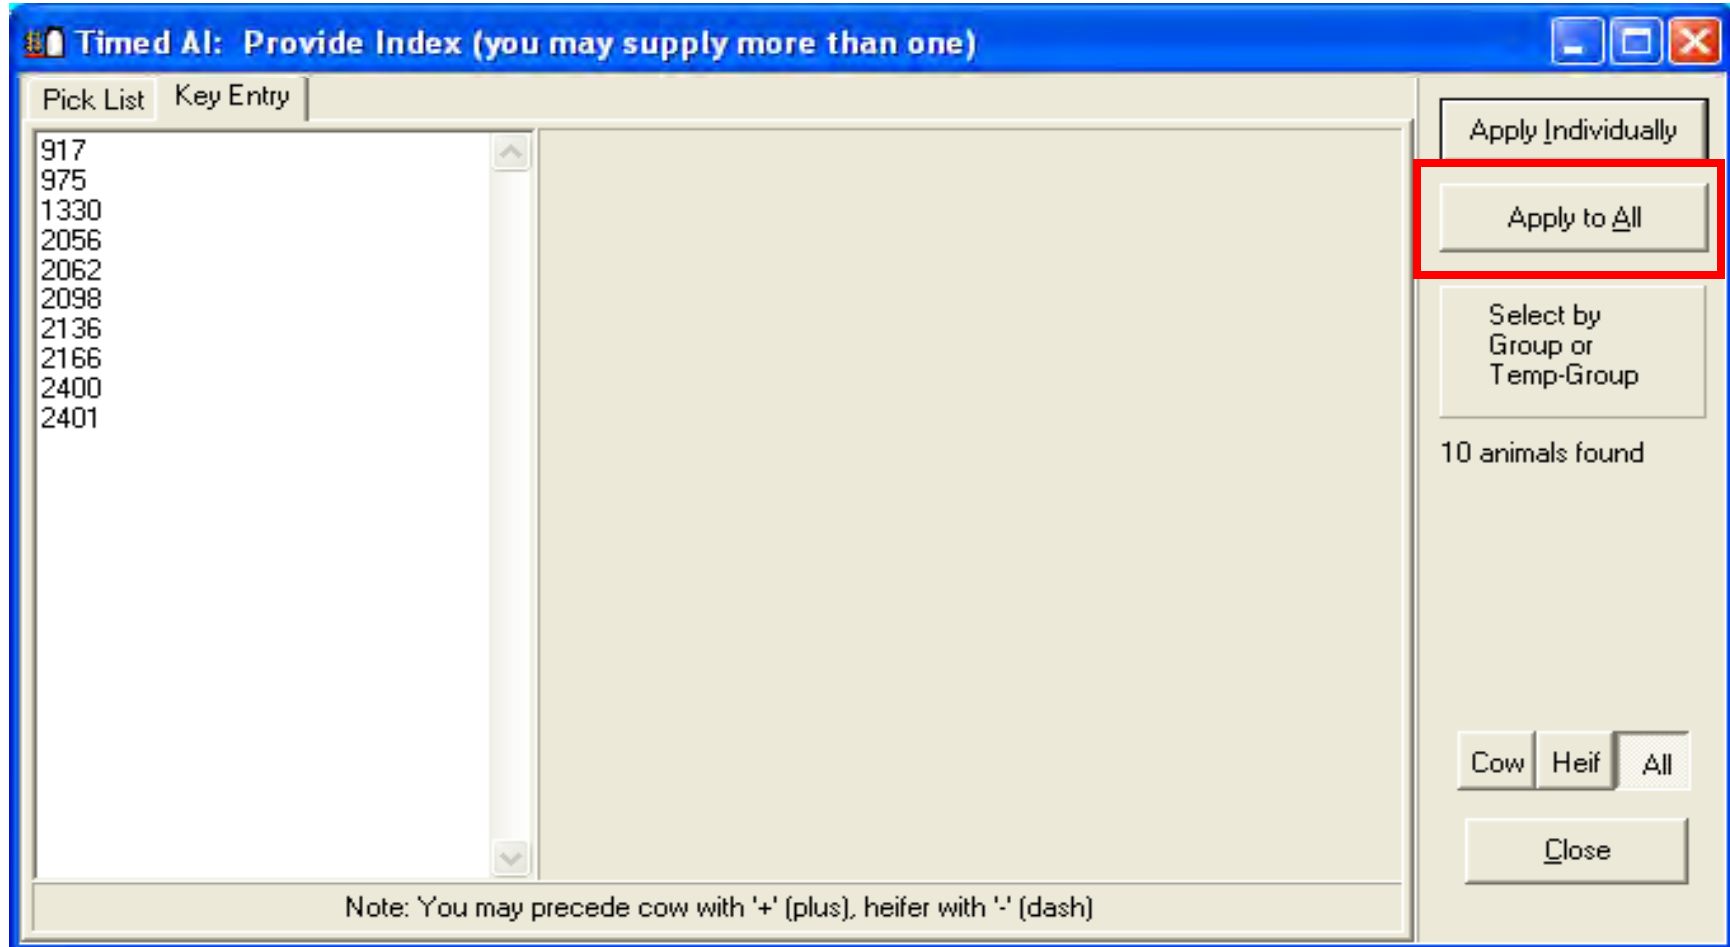 Timed AI: Provide Index (you may supply more than one)
Pick List
Key Entry
917
975
1330
2056
2062
2098
2136
2166
2400
2401
Note: You may precede cow with '+' (plus), heifer with '-' (dash)
Apply Individually
Apply to All
Select by
Group or
Temp-Group
10 animals found
Cow
Heif
All
Close